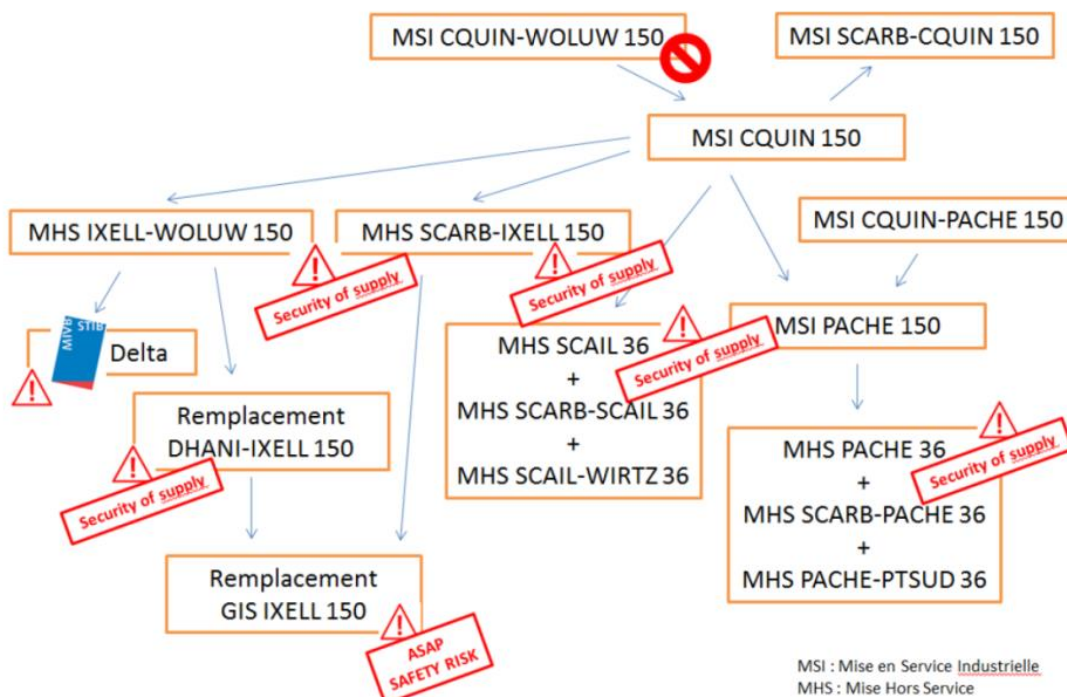 MSI CQUIN-WOLUW 150
MSI SCARB-CQUIN 150
MSI CQUIN 150
MHS IXELL-WOLUW 150
MHS SCARB-IXELL 150
MSI CQUIN-PACHE 150
Security of supply
Security of supply
MIVB STIB
Delta
MHS SCAIL 36
+
MHS SCARB-SCAIL 36
+
MHS SCAIL-WIRTZ 36
Security of supply
MSI PACHE 150
Remplacement
DHANI-IXELL 150
Security of supply
MHS PACHE 36
+
MHS SCARB-PACHE 36
+
MHS PACHE-PTSUD 36
Security of supply
Remplacement
GIS IXELL 150
ASAP
SAFETY RISK
MSI : Mise en Service Industrielle
MHS : Mise Hors Service